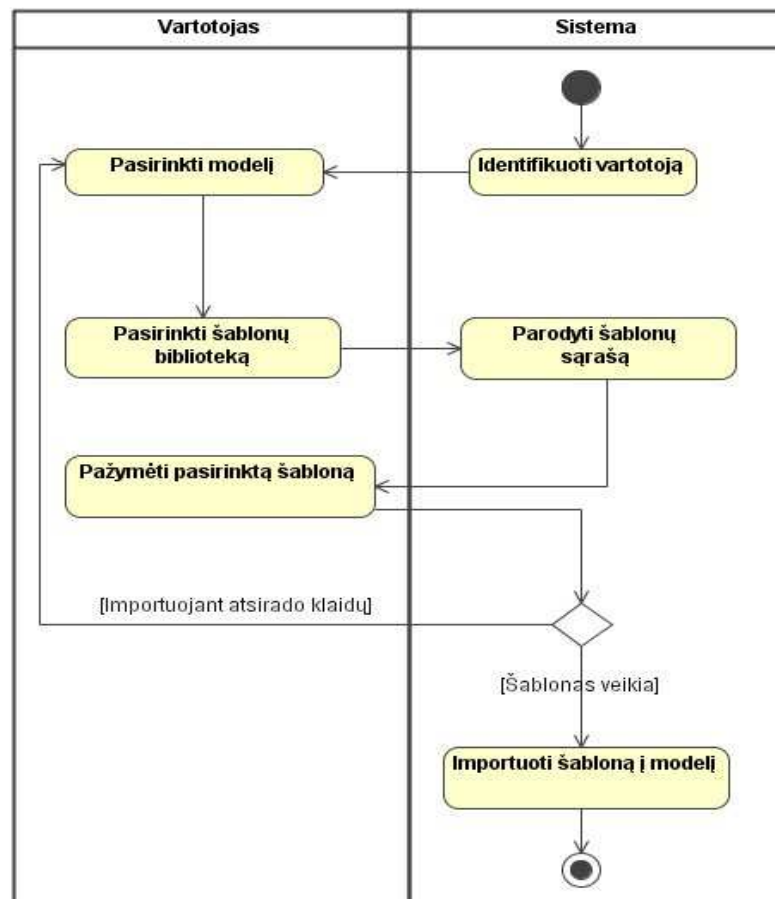 Vartotojas
Sistema
Pasirinkti modelį
Identifikuoti vartotoją
Pasirinkti šablonų
biblioteką
Parodyti šablonų
sąrašą
Pažymėti pasirinktą šabloną
[Importuojant atsirado klaidų]
[Šablonas veikia]
Importuoti šabloną į modelį